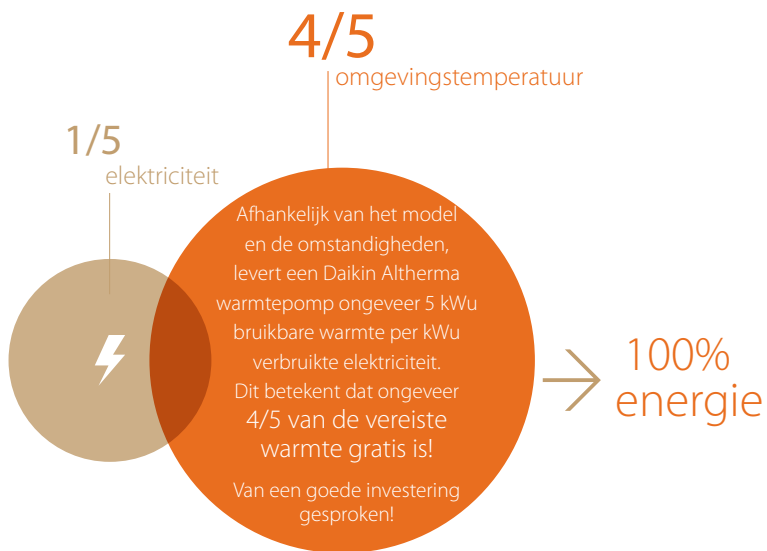 4/5
omgevingstemperatuur
1/5
elektriciteit
Afhankelijk van het model
en de omstandigheden,
levert een Daikin Altherma
warmtepomp ongeveer 5 kWu
bruikbare warmte per kWu
verbruikte elektriciteit.
Dit betekent dat ongeveer
4/5 van de vereiste
warmte gratis is!
Van een goede investering
gesproken!
100%
energie